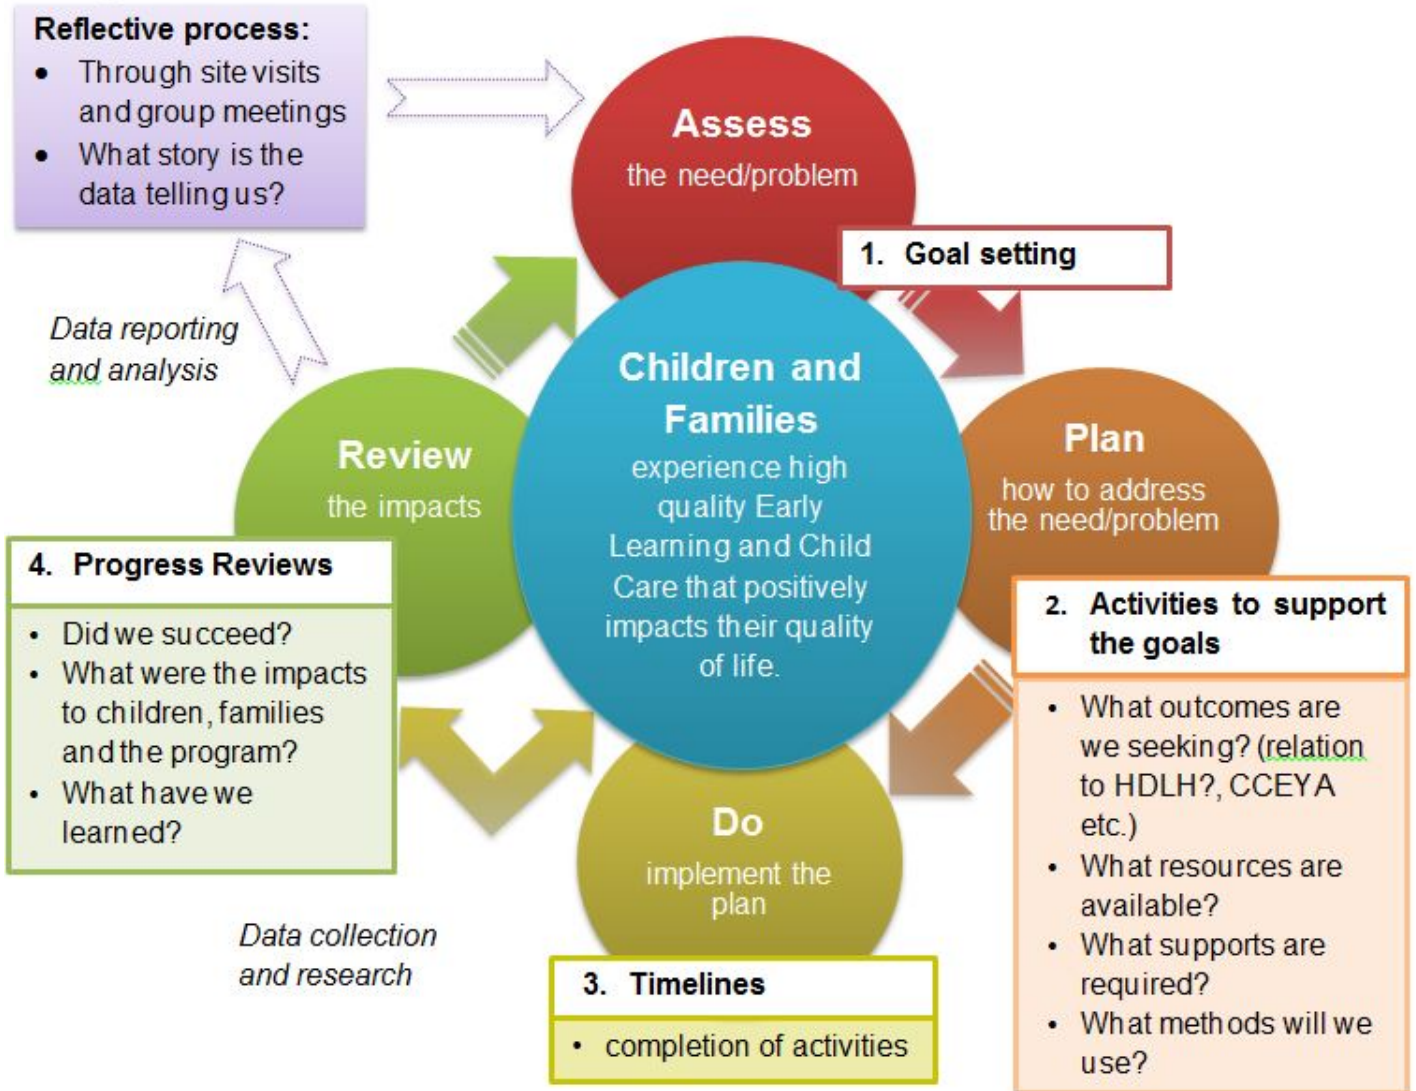 Reflective process:
• Through site visits
and group meetings
• What story is the
data telling us?
Assess
the need/problem
1. Goal setting
Data reporting
and analysis
Children and
Families
experience high
quality Early
Learning and Child
Care that positively
impacts their quality
of life.
Review
the impacts
Plan
how to address
the need/problem
4. Progress Reviews
• Did we succeed?
• What were the impacts
to children, families
and the program?
• What have we
learned?
2. Activities to support
the goals
• What outcomes are
we seeking? (relation
to HDLH?, CCEYA
etc.)
• What resources are
available?
• What supports are
required?
• What methods will we
use?
Do
implement the
plan
Data collection
and research
3. Timelines
• completion of activities